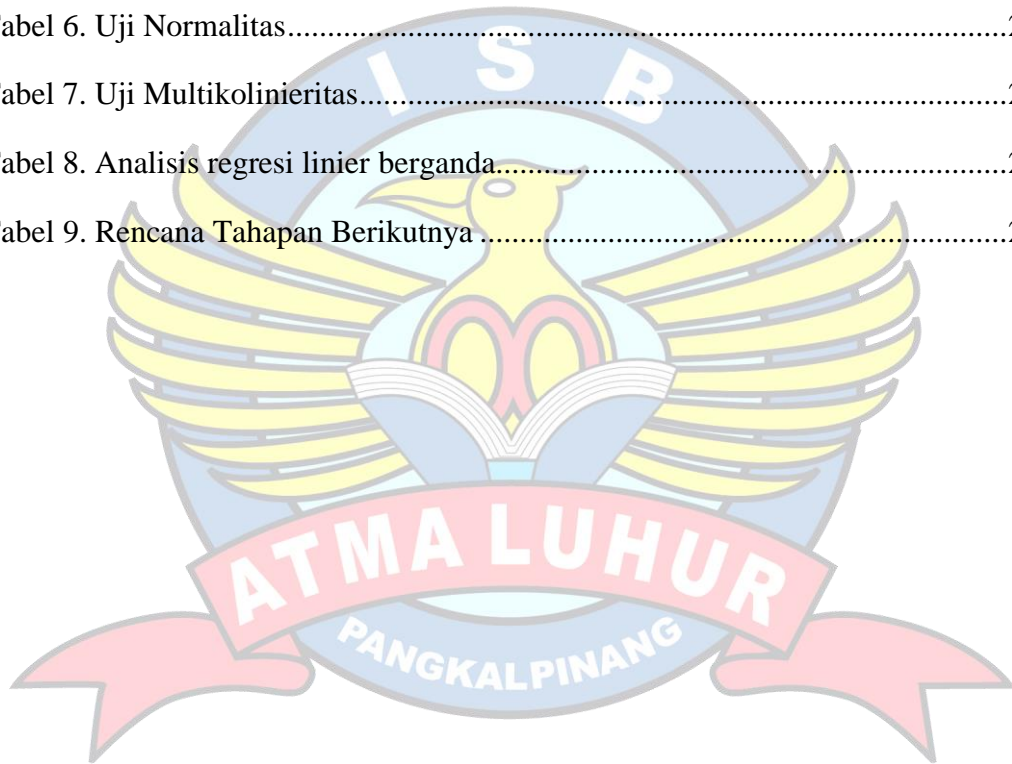 abel 6. Uji Normalitas
abel 7. Uji Multikolinieritas
abel 8. Analisis regresi linier berganda
abel 9. Rencana Tahapan Berikutnya
I S B
ATMA LUHUR
PANGKALPINANG